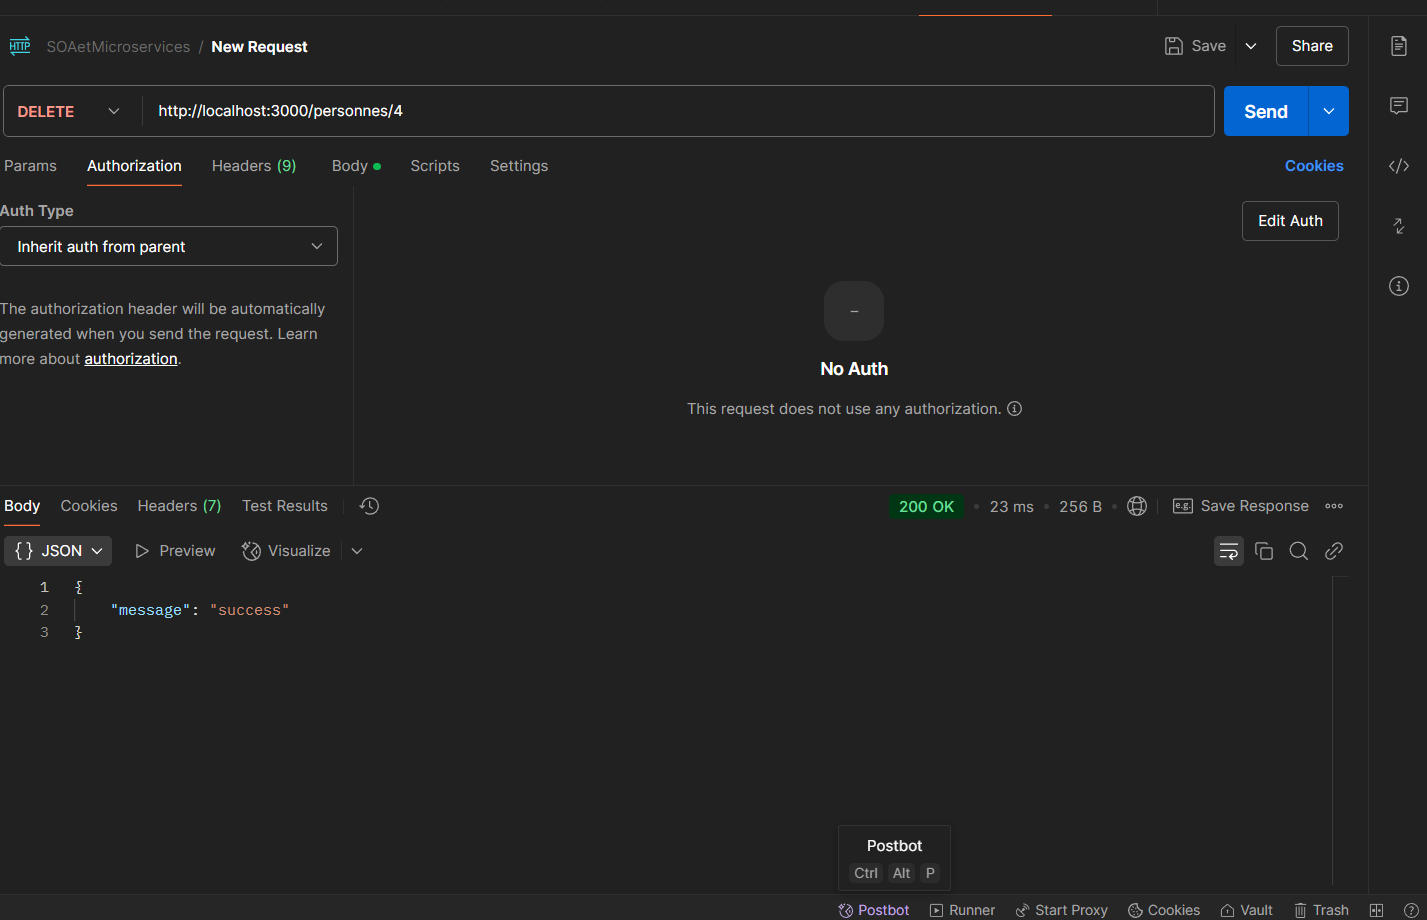 HTTP SOAetMicroservices / New Request Save Share
DELETE http://localhost:3000/personnes/4 Send
Params Authorization Headers (9) Body Scripts Settings Cookies
Auth Type
Edit Auth
Inherit auth from parent
The authorization header will be automatically
generated when you send the request. Learn
more about authorization.
No Auth
This request does not use any authorization.
Body Cookies Headers (7) Test Results 200 OK 23 ms 256 B e.g. Save Response
{} JSON Preview Visualize
1 {
2 "message": "success"
3 }
Postbot
Ctrl Alt P
Postbot Runner Start Proxy Cookies Vault Trash